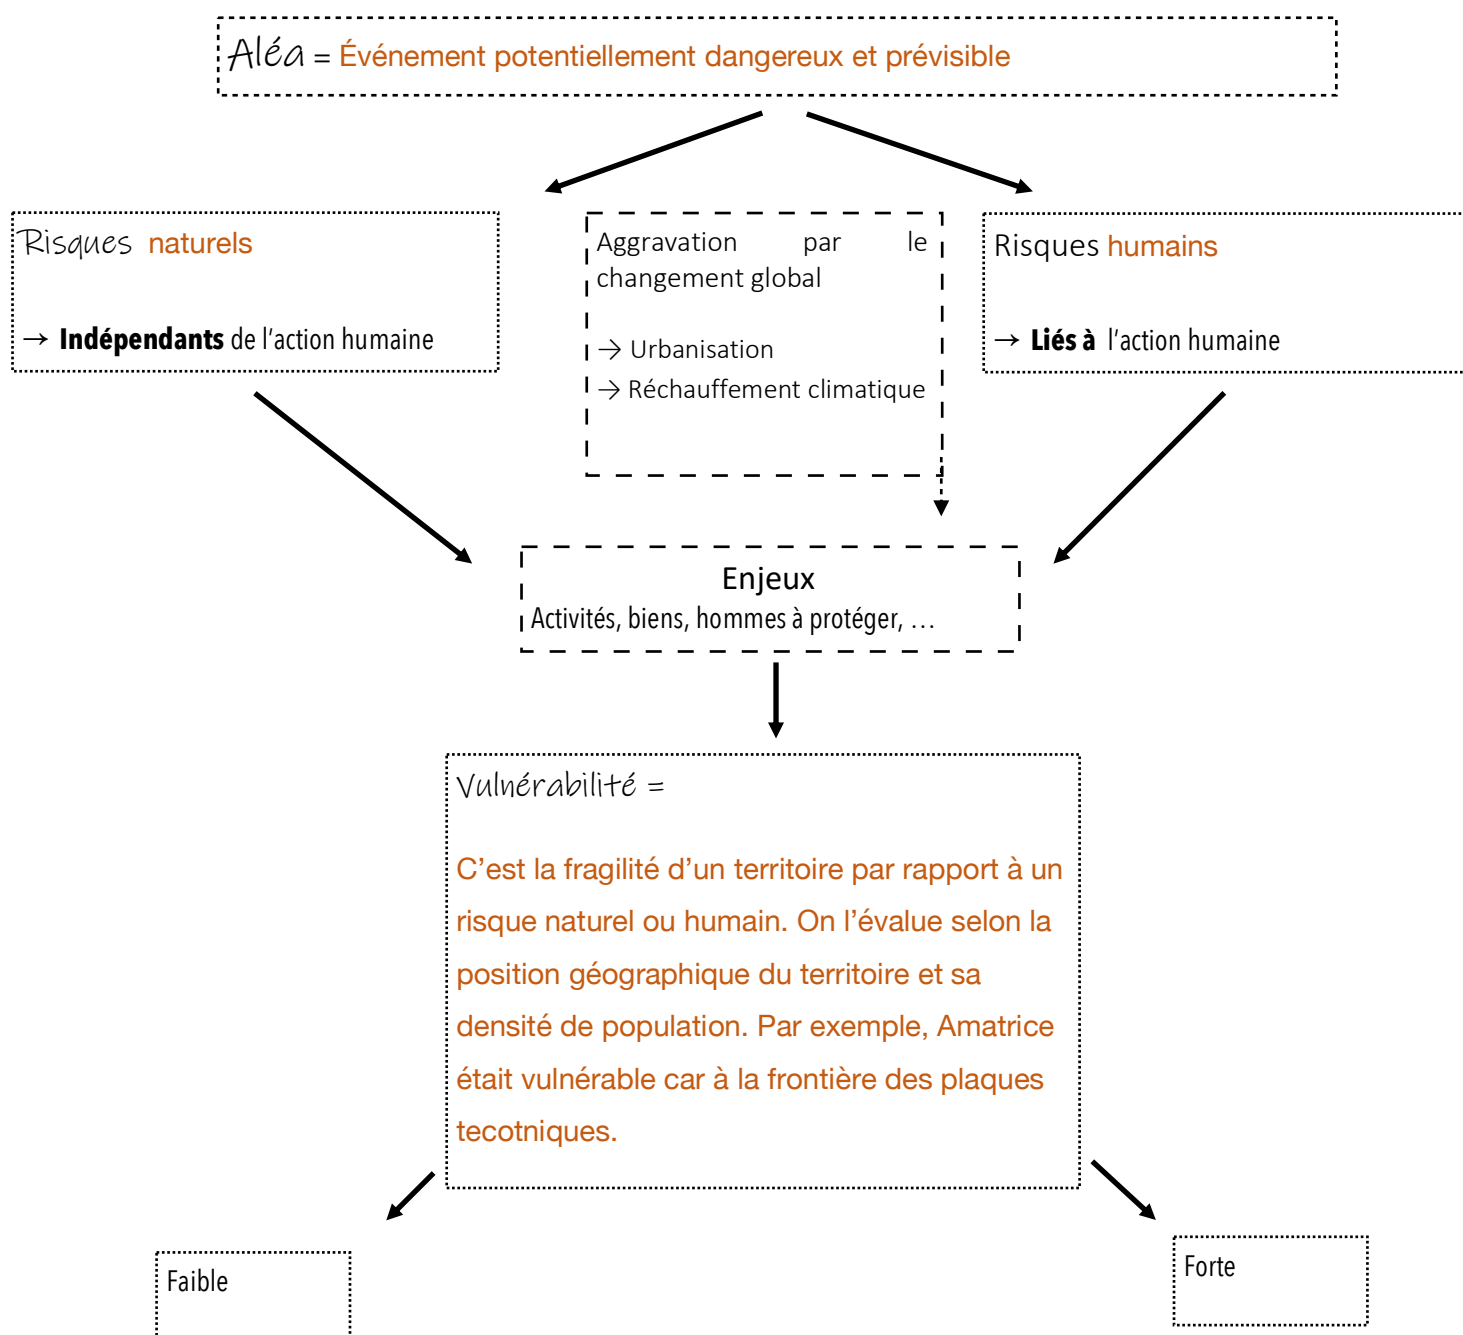 Aléa = Événement potentiellement dangereux et prévisible
Risques naturels
→ Indépendants de l'action humaine
Aggravation par le
changement global
→ Urbanisation
→ Réchauffement climatique
Risques humains
→ Liés à l'action humaine
Enjeux
Activités, biens, hommes à protéger, …
Vulnérabilité =
C'est la fragilité d'un territoire par rapport à un
risque naturel ou humain. On l'évalue selon la
position géographique du territoire et sa
densité de population. Par exemple, Amatrice
était vulnérable car à la frontière des plaques
tecotniques.
Faible
Forte